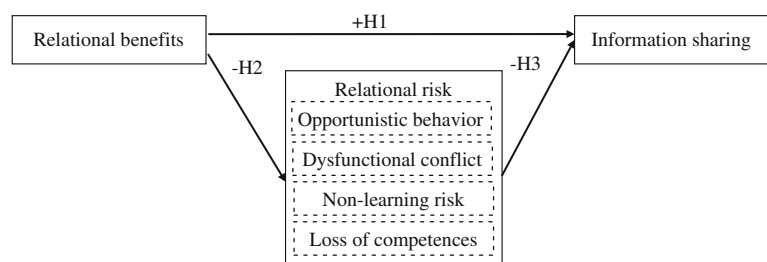 +H1
Relational benefits
Information sharing
-H2
-H3
Relational risk
Opportunistic behavior
Dysfunctional conflict
Non-learning risk
Loss of competences